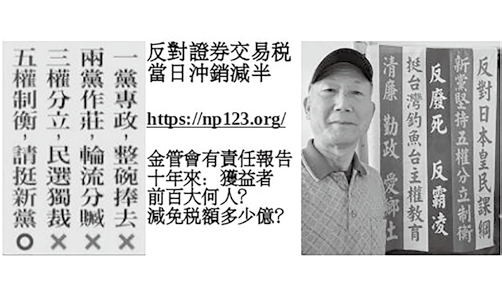 一黨專政，整碗捧去×
兩黨作莊，輪流分贓×
三權分立，民選獨裁×
五權制衡，請挺新黨○
反對證券交易税
當日沖銷減半
https://np123.org/
金管會有責任報告
十年來：獲益者
前百大何人？
減免税額多少億？
反對日本皇民課綱
新黨堅持五權分立制衡
反廢死 反霸凌
挺台灣釣魚台主權教育
清廉 勤政 愛鄉土